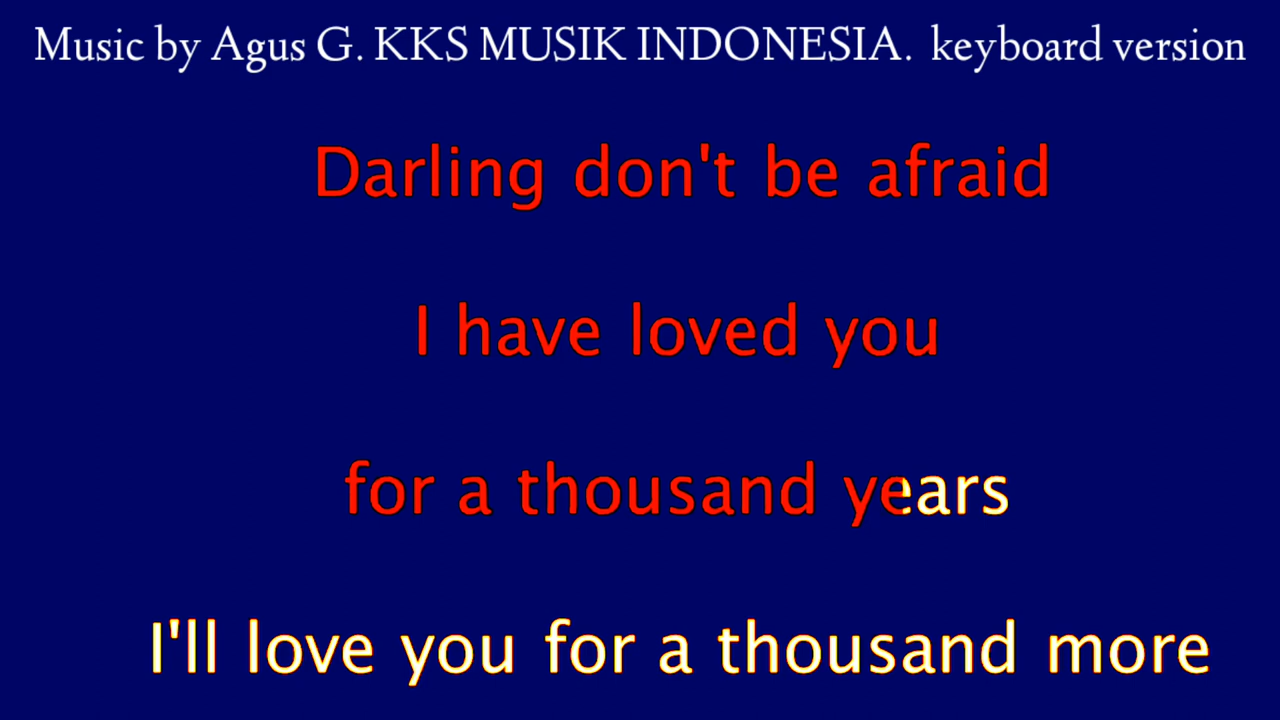 Music by Agus G. KKS MUSIK INDONESIA. keyboard version
Darling don't be afraid
I have loved you
for a thousand years
I'll love you for a thousand more